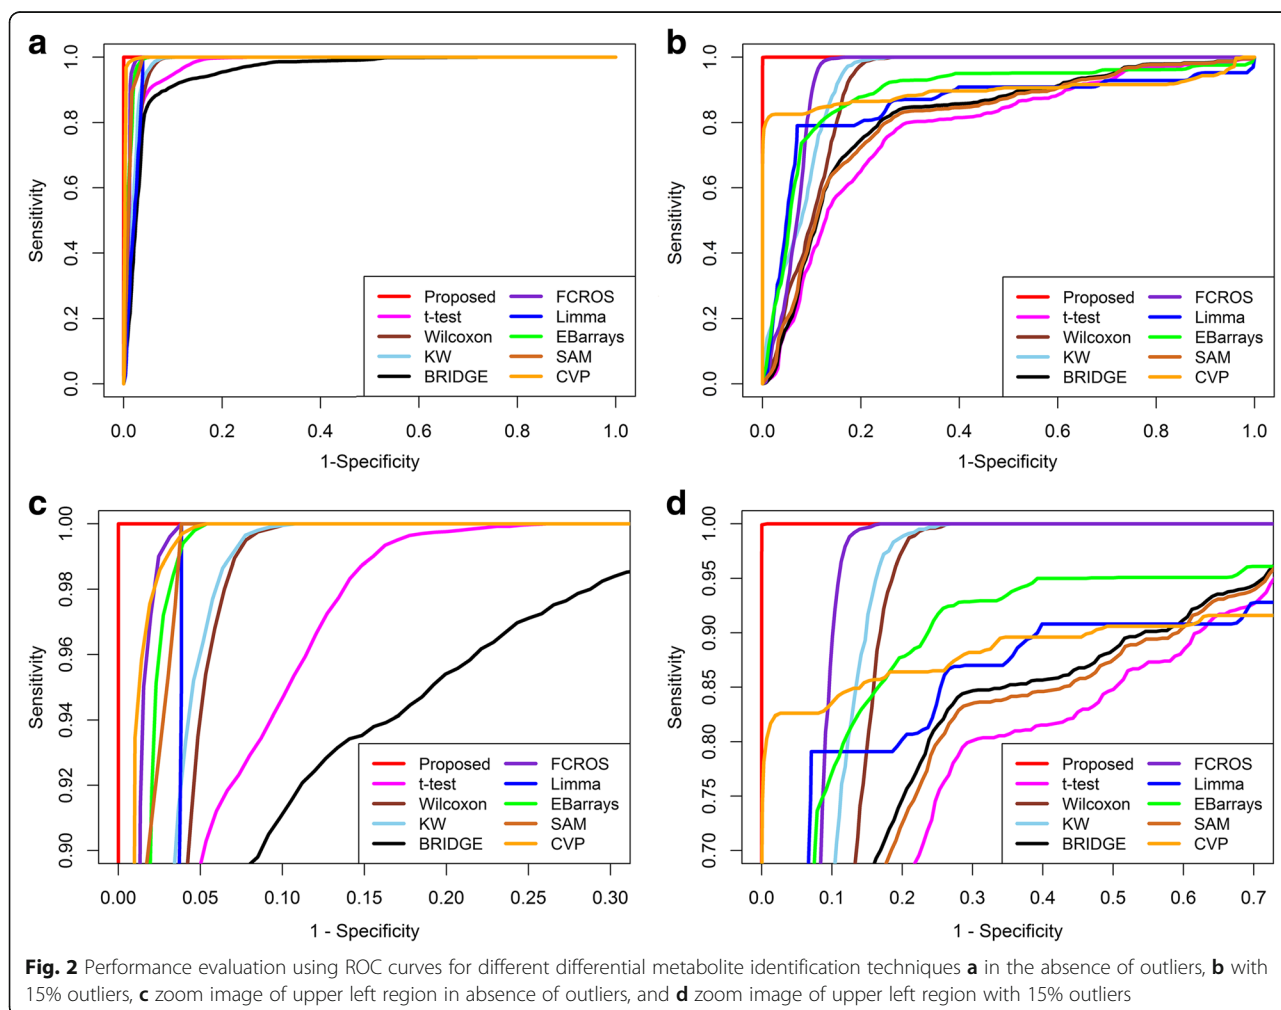 a
Sensitivity
0.0 0.2 0.4 0.6 0.8 1.0
Proposed FCROS
t-test Limma
Wilcoxon EBarrays
KW SAM
BRIDGE CVP
0.0 0.2 0.4 0.6 0.8 1.0
1-Specificity
b
Sensitivity
0.0 0.2 0.4 0.6 0.8 1.0
Proposed FCROS
t-test Limma
Wilcoxon EBarrays
KW SAM
BRIDGE CVP
0.0 0.2 0.4 0.6 0.8 1.0
1-Specificity
c
Sensitivity
0.90 0.92 0.94 0.96 0.98 1.00
Proposed FCROS
t-test Limma
Wilcoxon EBarrays
KW SAM
BRIDGE CVP
0.00 0.05 0.10 0.15 0.20 0.25 0.30
1 - Specificity
d
Sensitivity
0.70 0.75 0.80 0.85 0.90 0.95 1.00
Proposed FCROS
t-test Limma
Wilcoxon EBarrays
KW SAM
BRIDGE CVP
0.0 0.1 0.2 0.3 0.4 0.5 0.6 0.7
1 - Specificity
Fig. 2 Performance evaluation using ROC curves for different differential metabolite identification techniques a in the absence of outliers, b with
15% outliers, c zoom image of upper left region in absence of outliers, and d zoom image of upper left region with 15% outliers